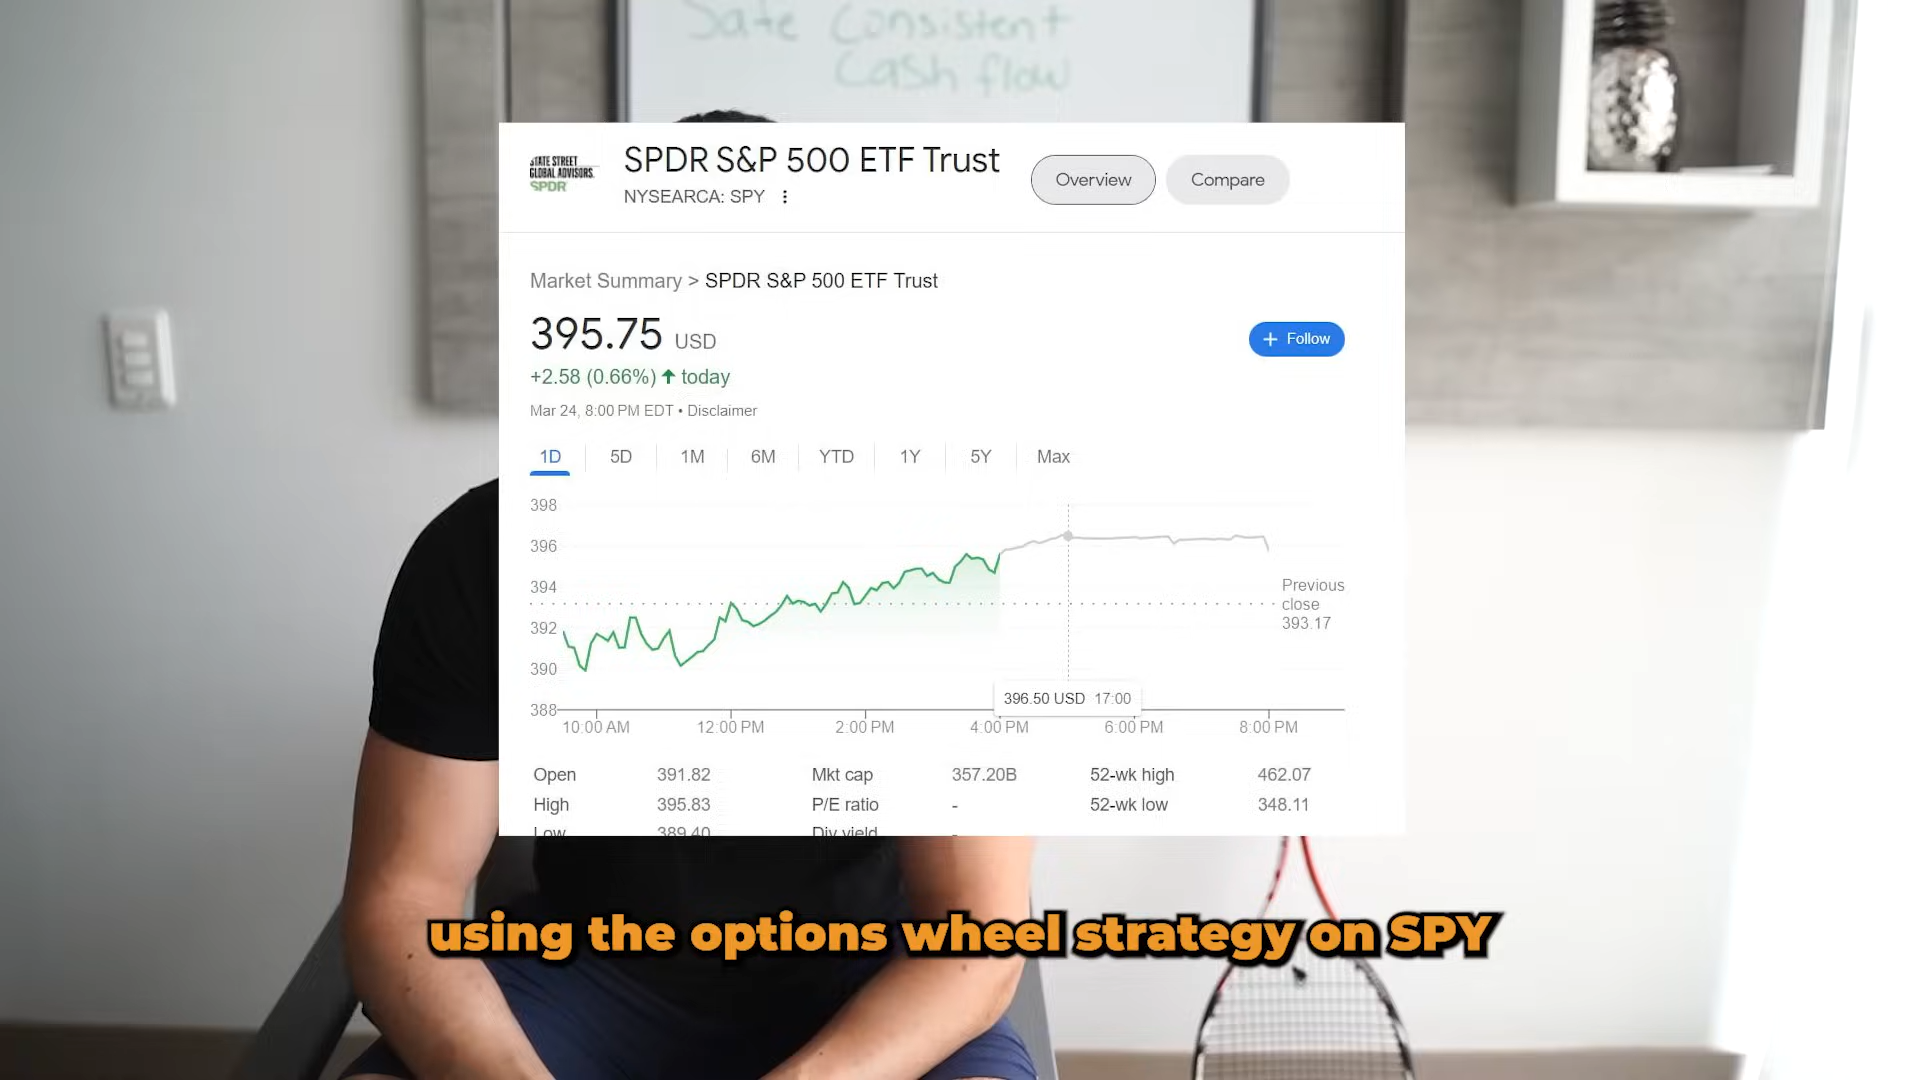 Safe Consistent
Cash flow
STATE STREET
GLOBAL ADVISORS
SPDR
SPDR S&P 500 ETF Trust
NYSEARCA: SPY
Overview
Compare
Market Summary > SPDR S&P 500 ETF Trust
395.75 USD
+ Follow
+2.58 (0.66%) ↑ today
Mar 24, 8:00 PM EDT • Disclaimer
1D 5D 1M 6M YTD 1Y 5Y Max
398
396
394
392
390
388
Previous
close
393.17
396.50 USD 17:00
10:00 AM 12:00 PM 2:00 PM 4:00 PM 6:00 PM 8:00 PM
Open 391.82 Mkt cap 357.20B 52-wk high 462.07
High 395.83 P/E ratio - 52-wk low 348.11
Low 389.40 Div yield -
using the options wheel strategy on SPY